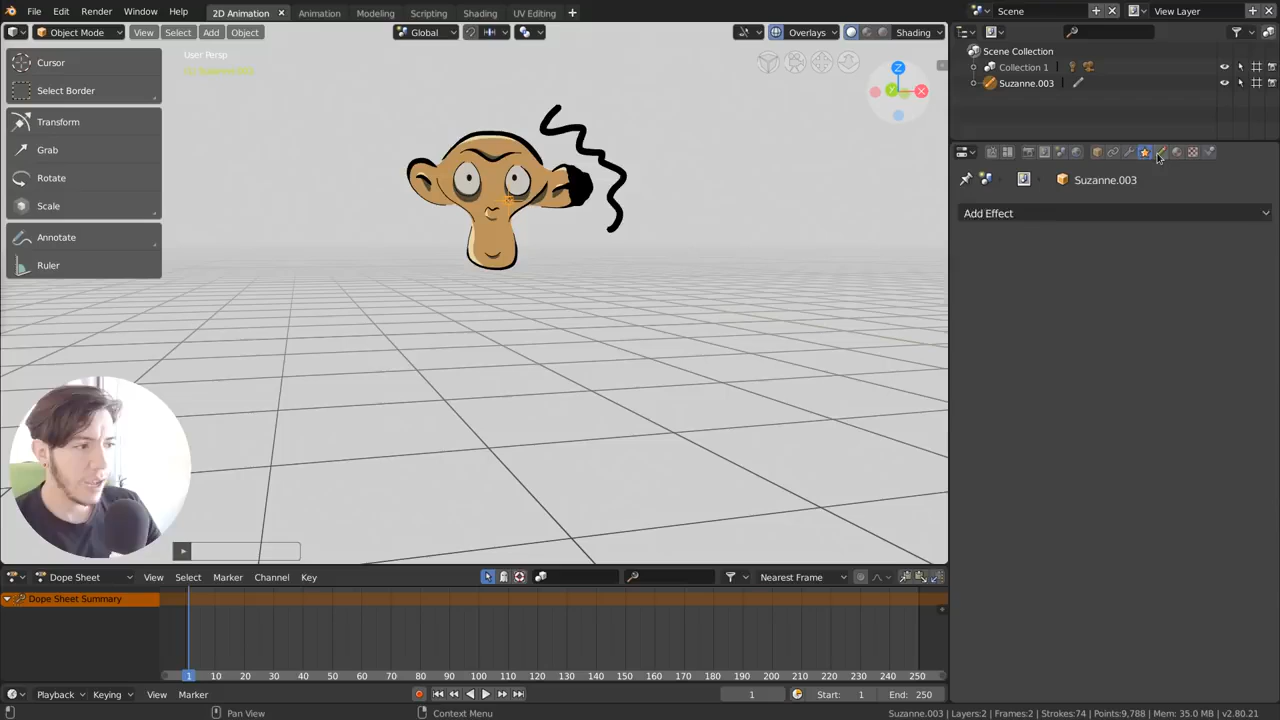 File Edit Render Window Help 2D Animation Animation Modeling Scripting Shading UV Editing Scene View Layer
Object Mode View Select Add Object Global Overlays Shading
Scene Collection
Collection 1
Suzanne.003
Cursor
Select Border
Transform
Grab
Rotate
Scale
Annotate
Ruler
User Persp
Z
Y
X
Suzanne.003
Add Effect
Dope Sheet View Select Marker Channel Key Nearest Frame
Dope Sheet Summary
1 10 20 30 40 50 60 70 80 90 100 110 120 130 140 150 160 170 180 190 200 210 220 230 240 250
Playback Keying View Marker 1 Start: 1 End: 250
Select Pan View Context Menu Suzanne.003 | Layers:2 | Frames:2 | Strokes:74 | Points:9,788 | Mem: 35.0 MB | v2.80.21